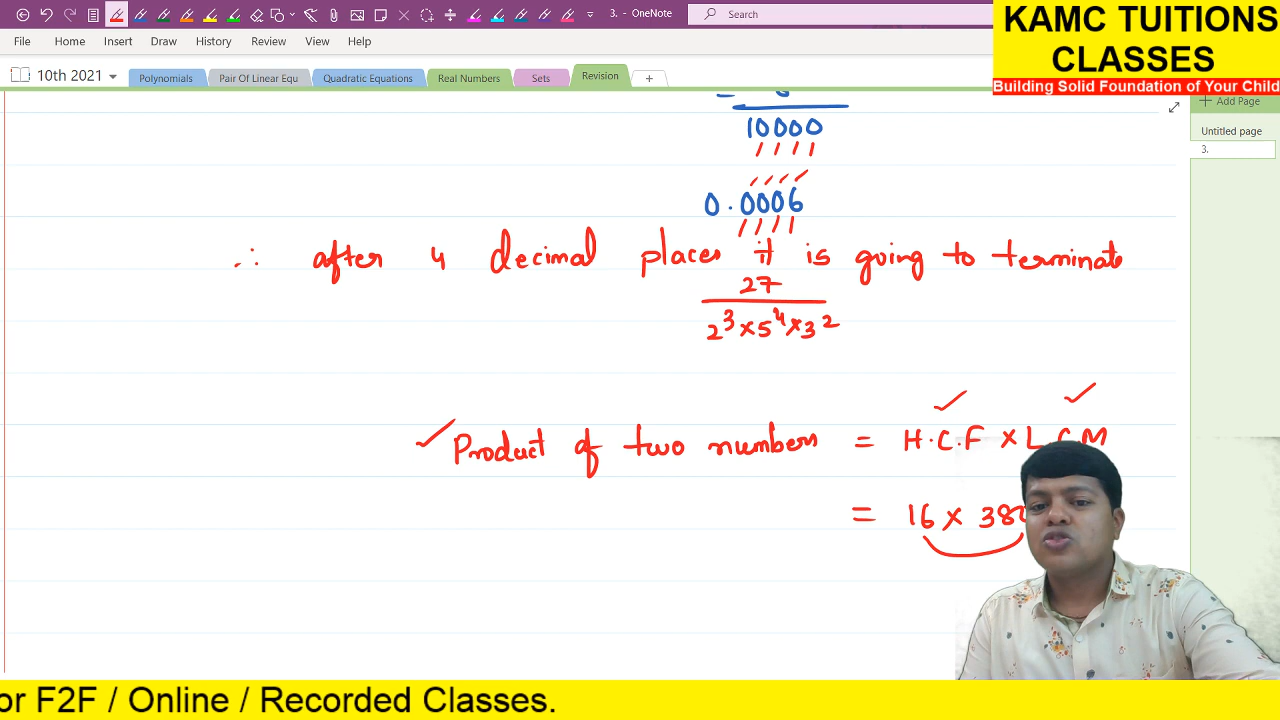 3. - OneNote
Search
KAMC TUITIONS
CLASSES
Building Solid Foundation of Your Child
File Home Insert Draw History Review View Help
10th 2021 Polynomials Pair Of Linear Equ Quadratic Equations Real Numbers Sets Revision
Add Page
Untitled page
3.
10000
0.0006
∴ after 4 decimal places it is going to terminate
27
2³×5⁴×3²
Product of two numbers = H.C.F × L.C.M
= 16 ×
or F2F / Online / Recorded Classes.